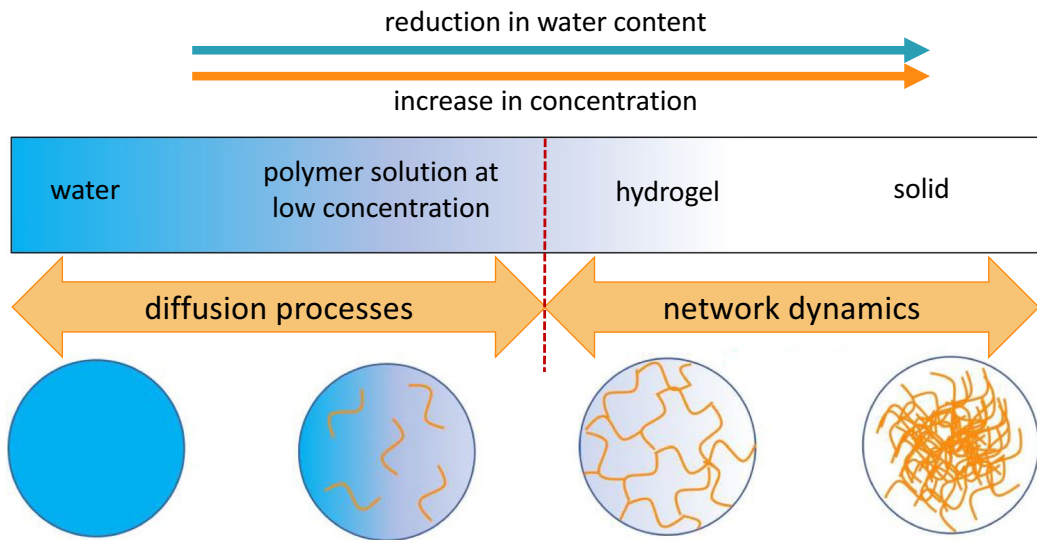 reduction in water content
increase in concentration
water
polymer solution at
low concentration
hydrogel
solid
diffusion processes
network dynamics